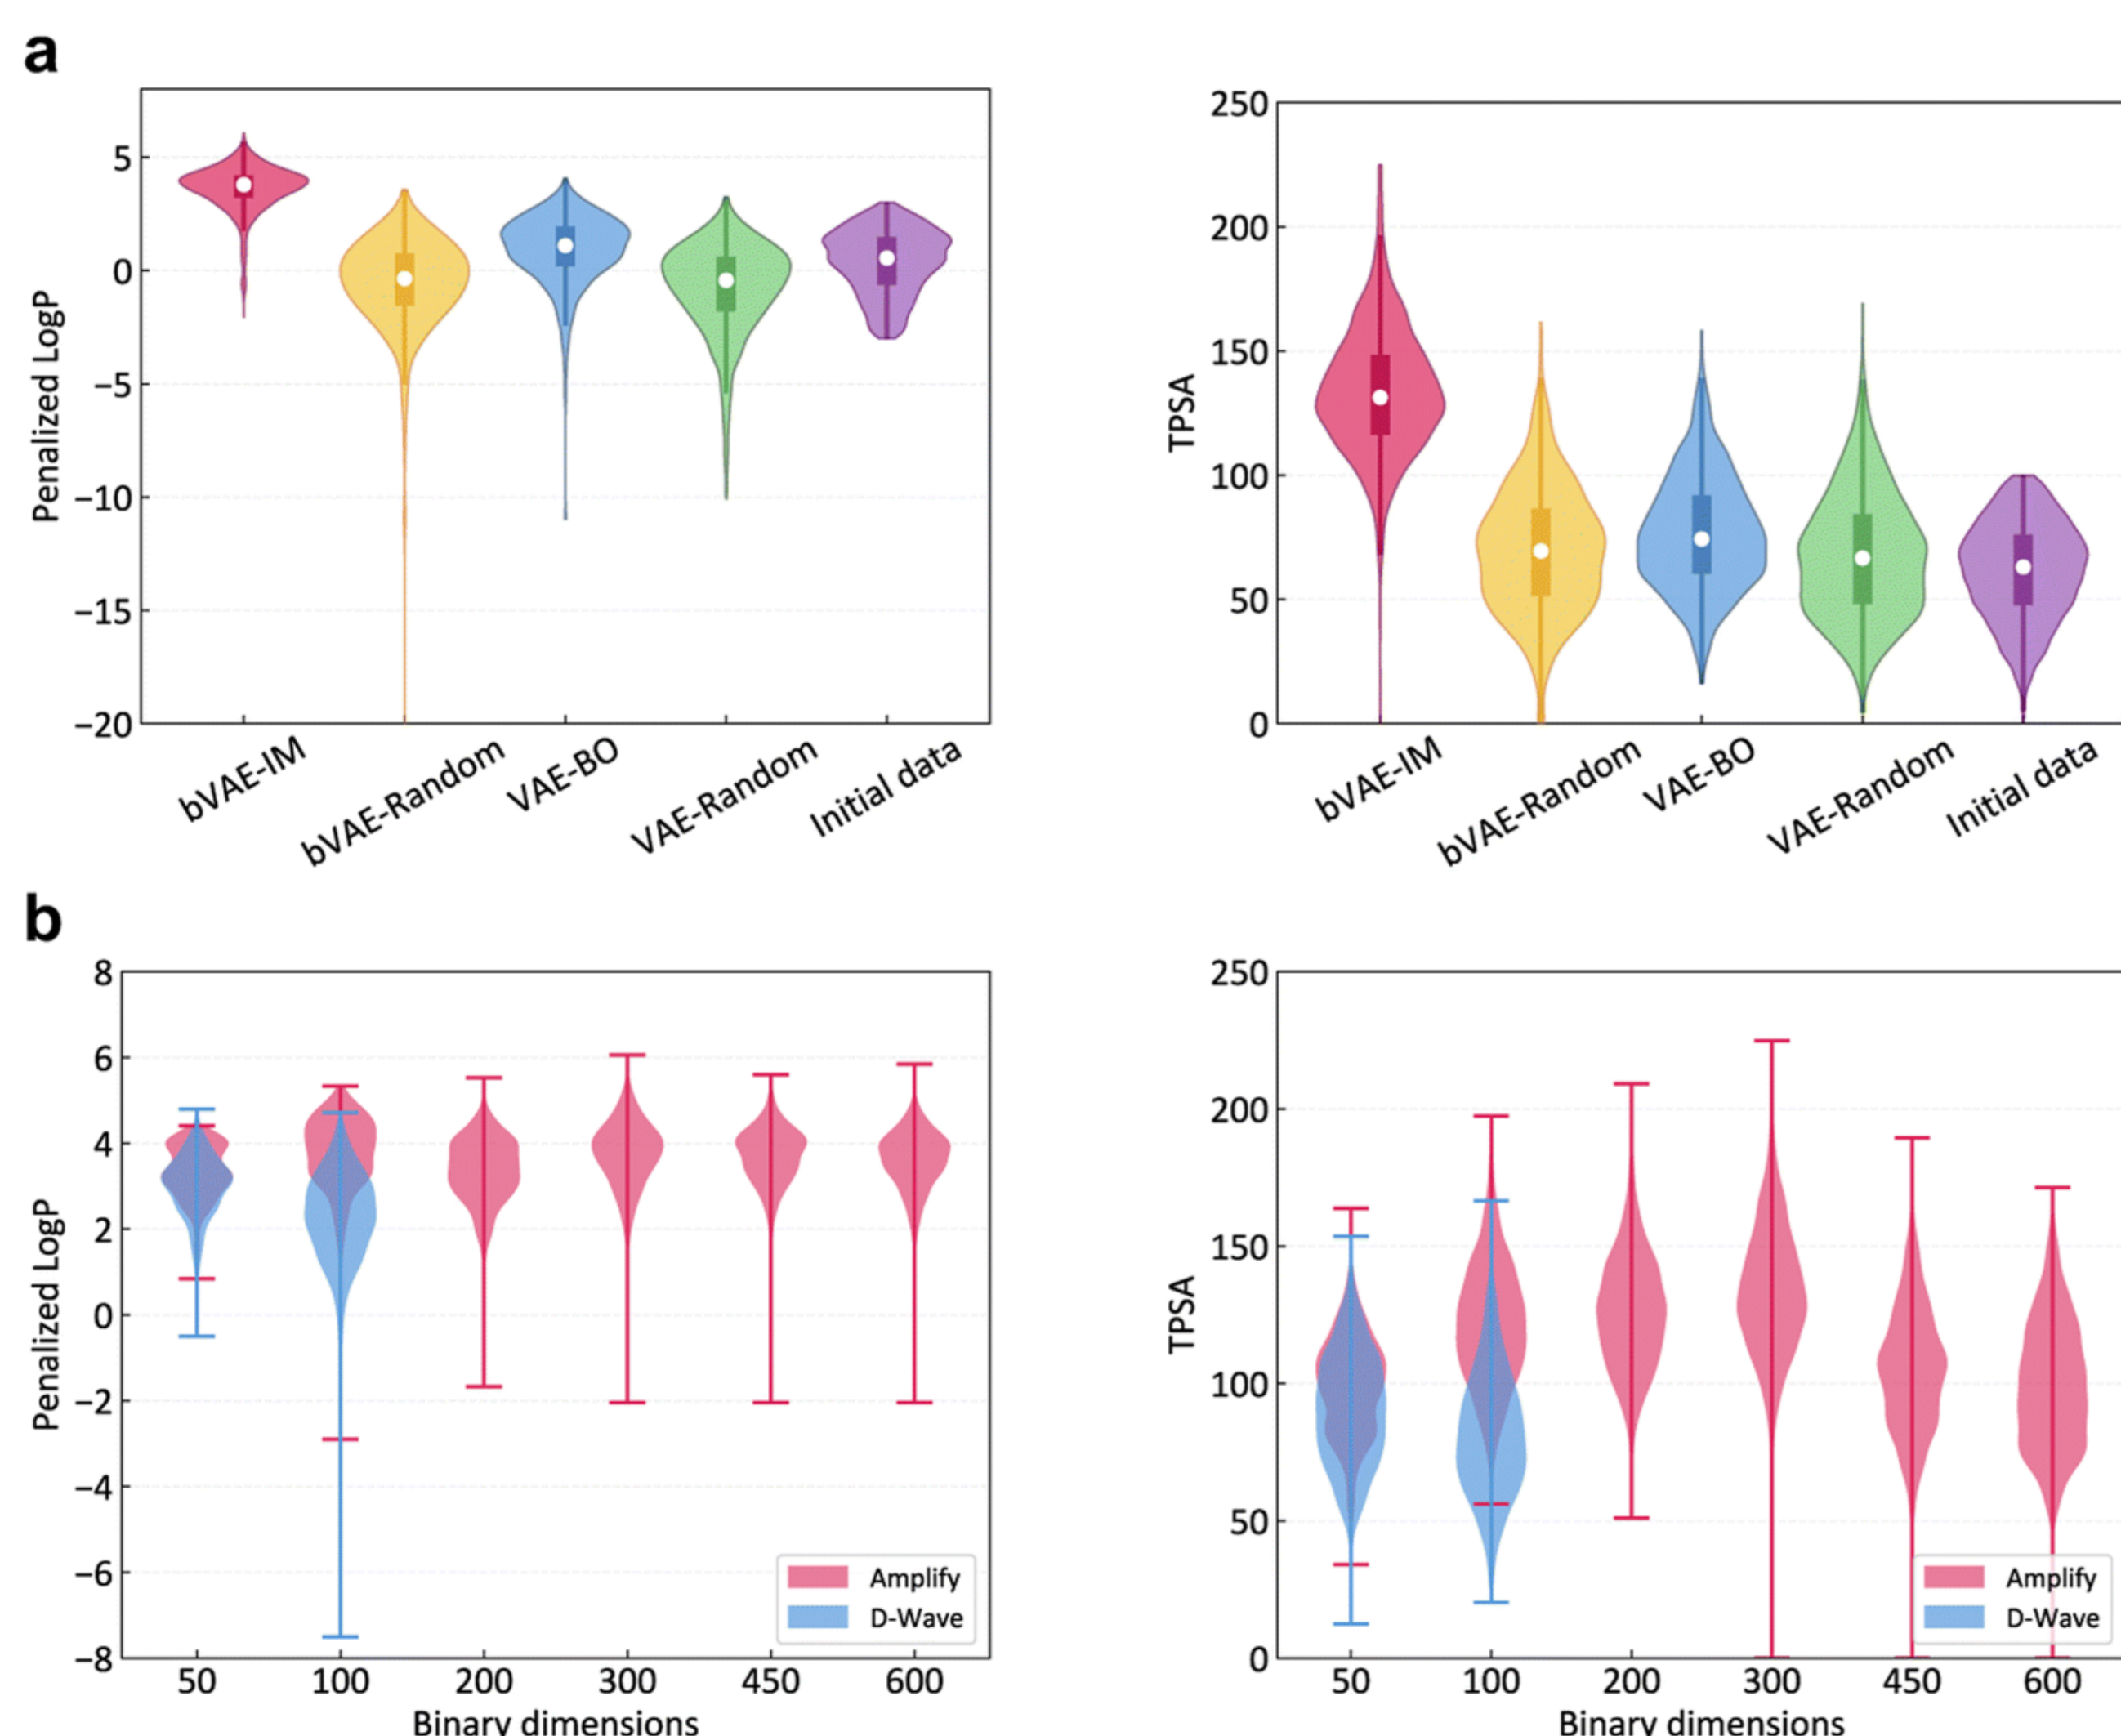 a
5
0
−5
−10
−15
−20
Penalized LogP
bVAE-IM
bVAE-Random
VAE-BO
VAE-Random
Initial data
250
200
150
100
50
0
TPSA
bVAE-IM
bVAE-Random
VAE-BO
VAE-Random
Initial data
b
8
6
4
2
0
−2
−4
−6
−8
Penalized LogP
Amplify
D-Wave
50 100 200 300 450 600
Binary dimensions
250
200
150
100
50
0
TPSA
Amplify
D-Wave
50 100 200 300 450 600
Binary dimensions